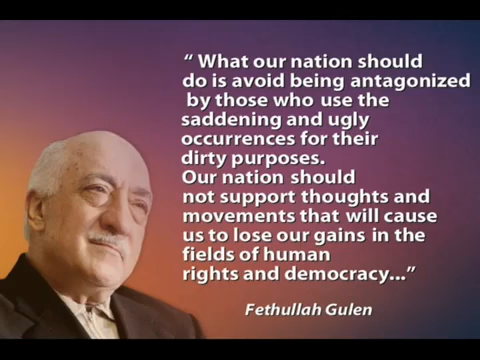 “ What our nation should
do is avoid being antagonized
by those who use the
saddening and ugly
occurrences for their
dirty purposes.
Our nation should
not support thoughts and
movements that will cause
us to lose our gains in the
fields of human
rights and democracy...”
Fethullah Gulen